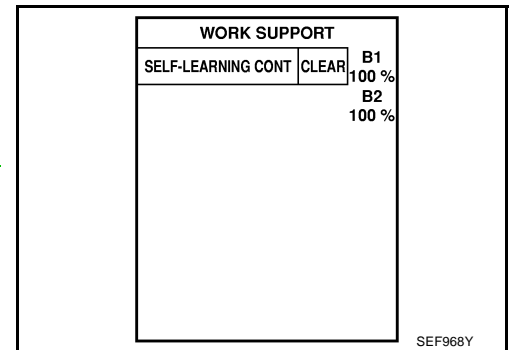 WORK SUPPORT
SELF-LEARNING CONT CLEAR B1
100 %
B2
100 %
SEF968Y